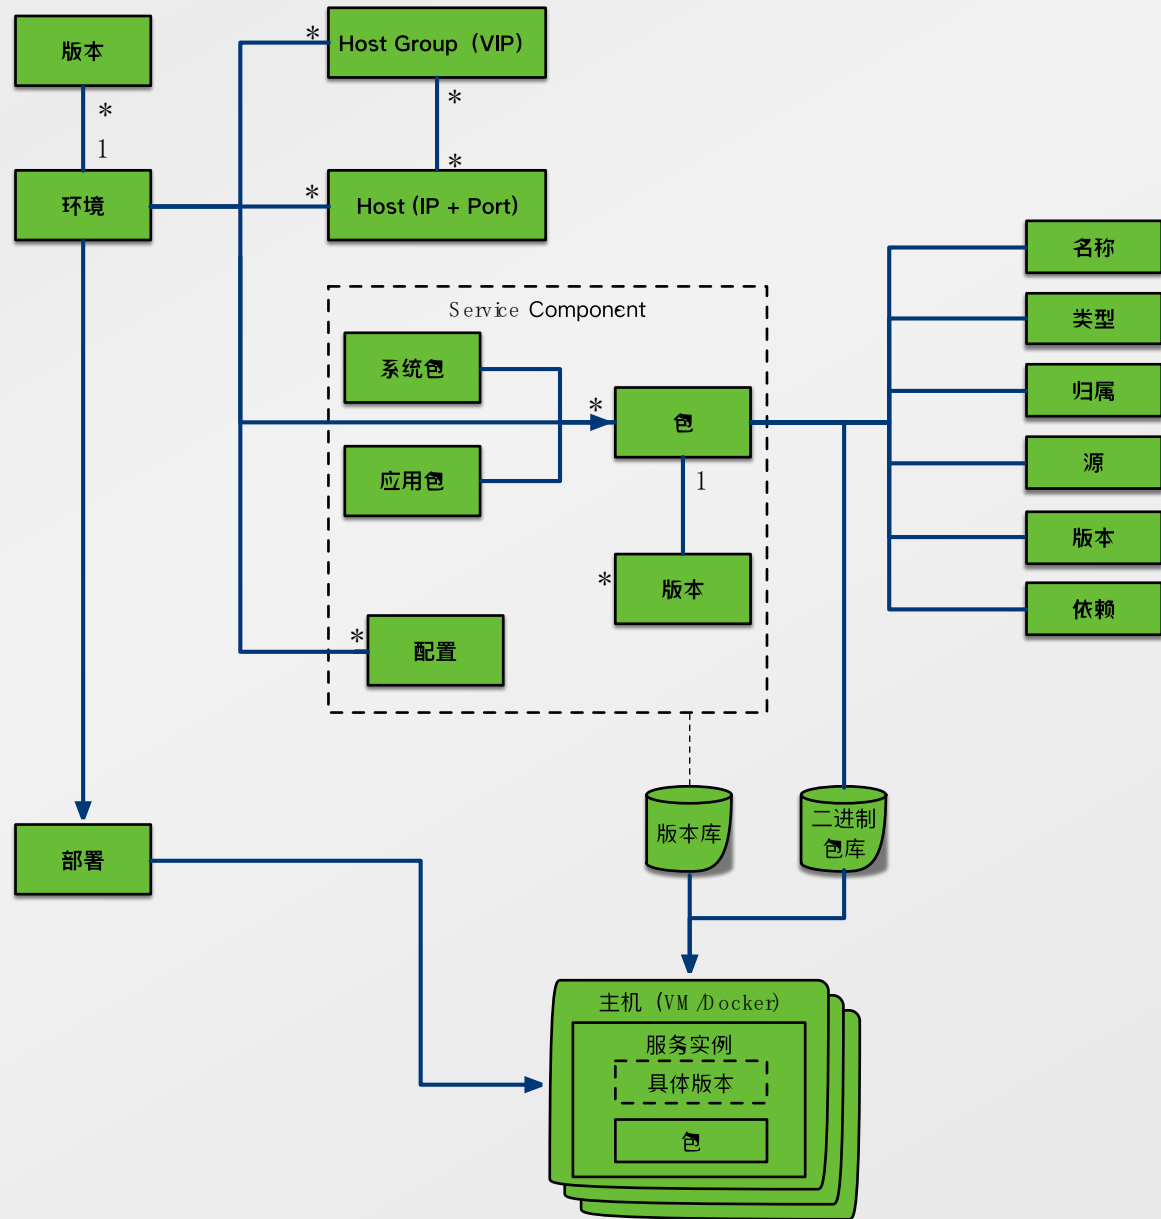 版本
*
1
环境
*
Host Group（VIP）
*
*
*
Host (IP + Port)
Service Component
系统包
应用包
*
包
1
*
版本
*
配置
名称
类型
归属
源
版本
依赖
部署
版本库
二进制
包库
主机（VM/Docker）
服务实例
具体版本
包